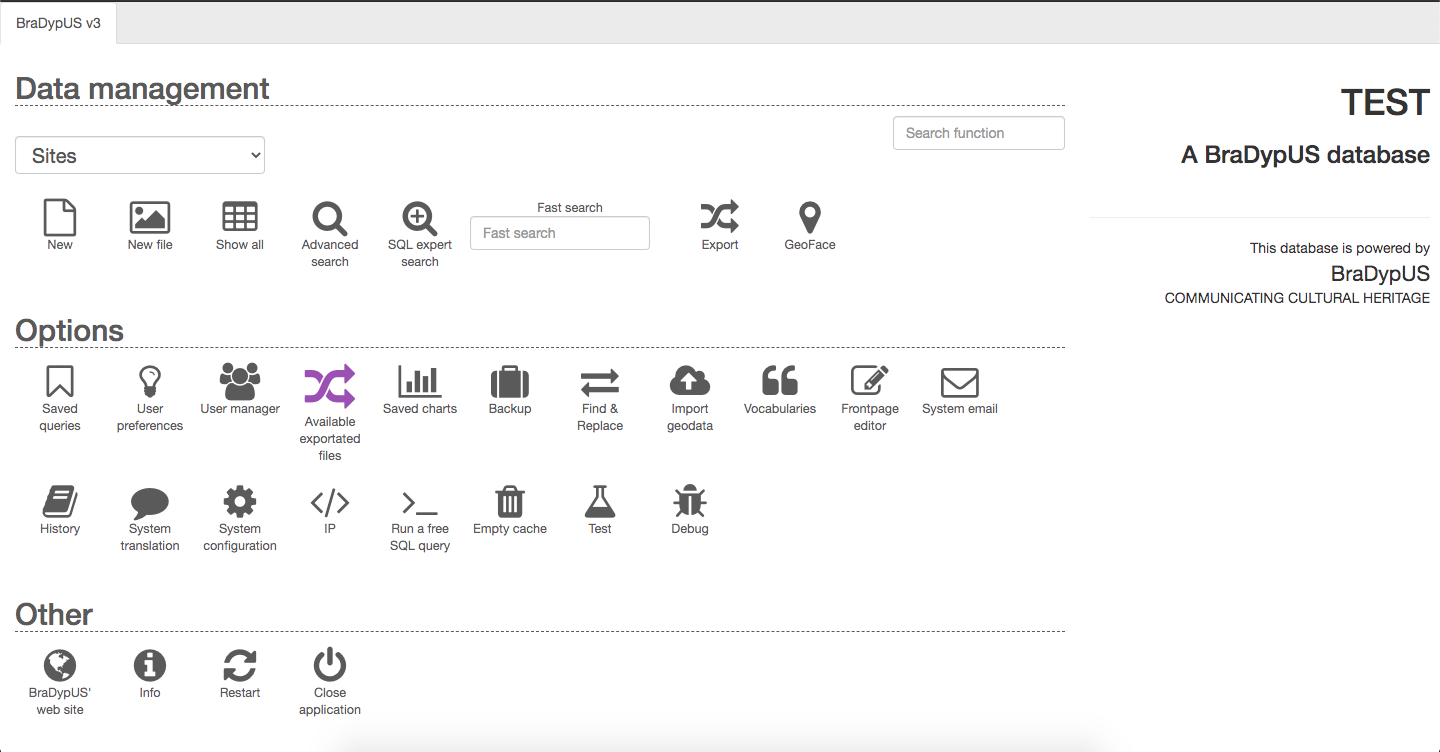 BraDypUS v3
Data management
TEST
Search function
Sites
A BraDypUS database
Fast search
New
New file
Show all
Advanced
search
SQL expert
search
Fast search
Export
GeoFace
This database is powered by
BraDypUS
COMMUNICATING CULTURAL HERITAGE
Options
Saved
queries
User
preferences
User manager
Available
exportated
files
Saved charts
Backup
Find &
Replace
Import
geodata
Vocabularies
Frontpage
editor
System email
History
System
translation
System
configuration
IP
Run a free
SQL query
Empty cache
Test
Debug
Other
BraDypUS'
web site
Info
Restart
Close
application